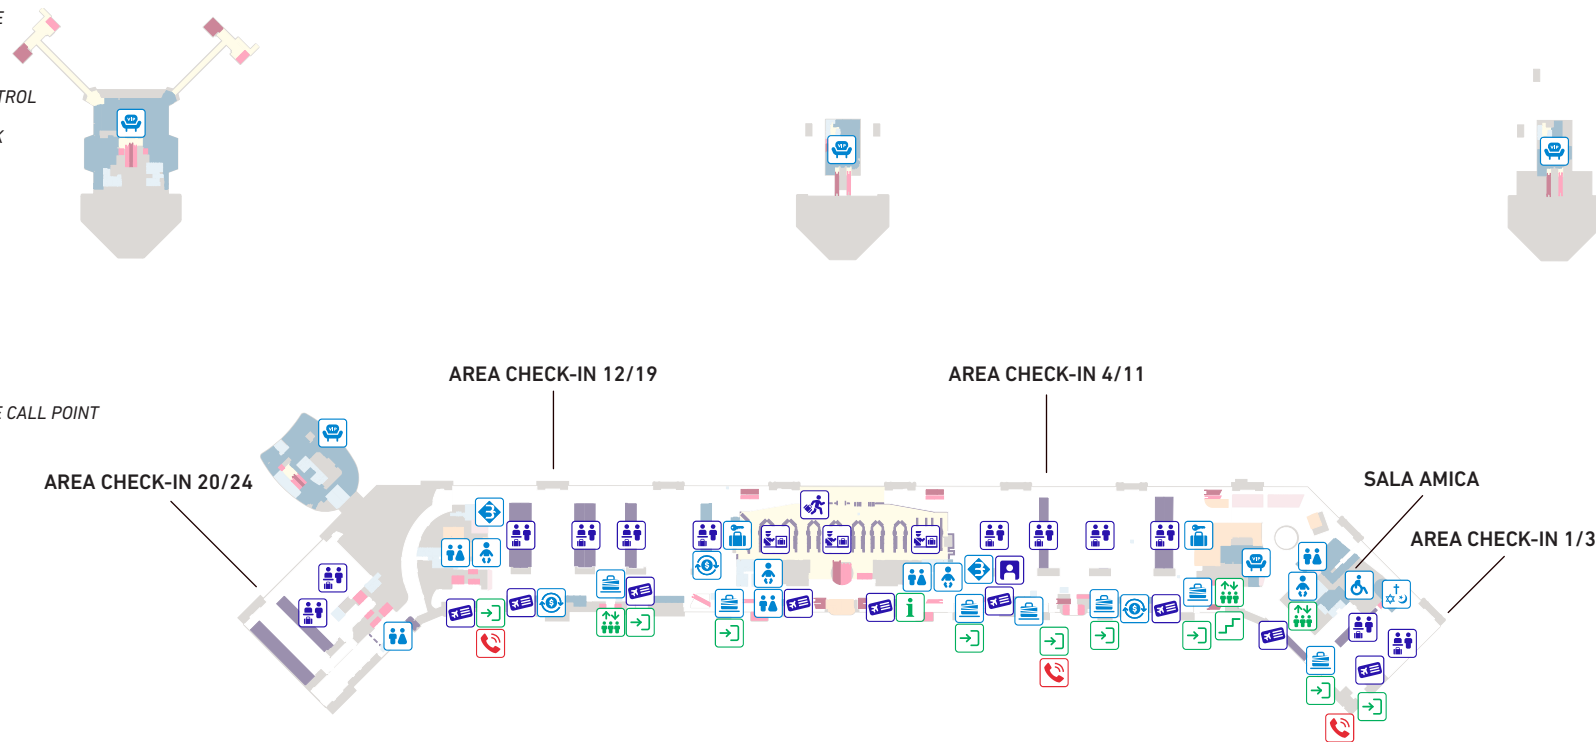 E
TROL
K
AREA CHECK-IN 12/19
AREA CHECK-IN 4/11
E CALL POINT
AREA CHECK-IN 20/24
SALA AMICA
AREA CHECK-IN 1/3